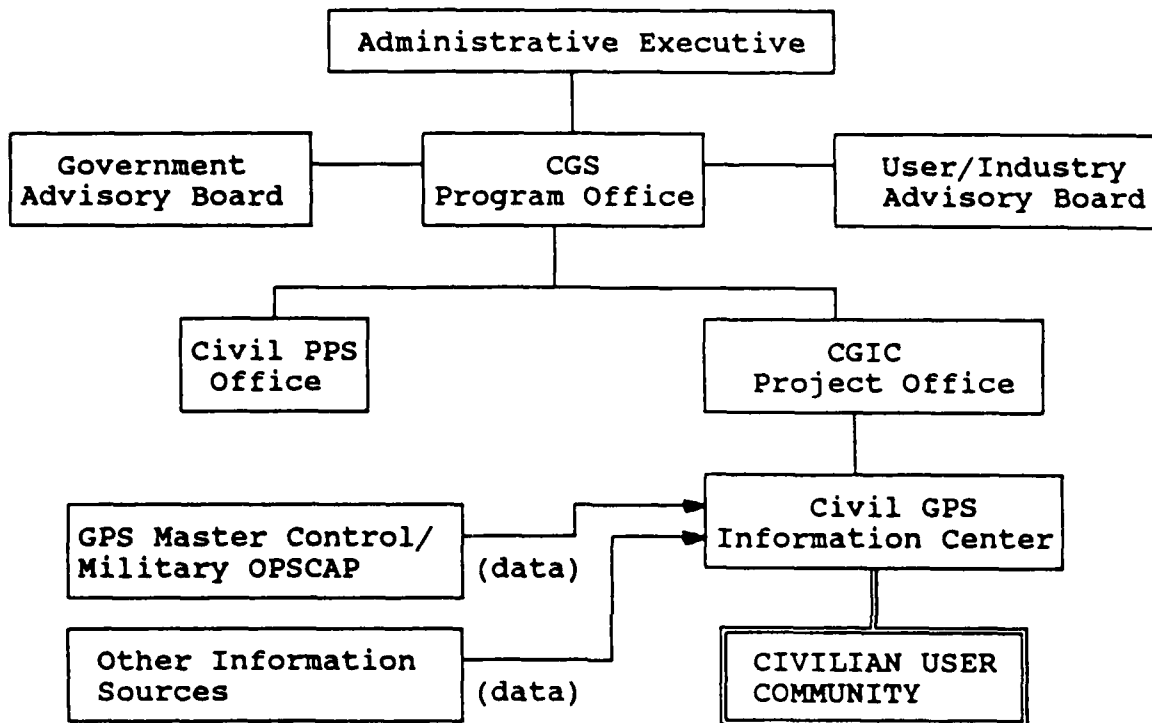 Administrative Executive
Government
Advisory Board
CGS
Program Office
User/Industry
Advisory Board
Civil PPS
Office
CGIC
Project Office
GPS Master Control/
Military OPSCAP
(data)
Civil GPS
Information Center
Other Information
Sources
(data)
CIVILIAN USER
COMMUNITY